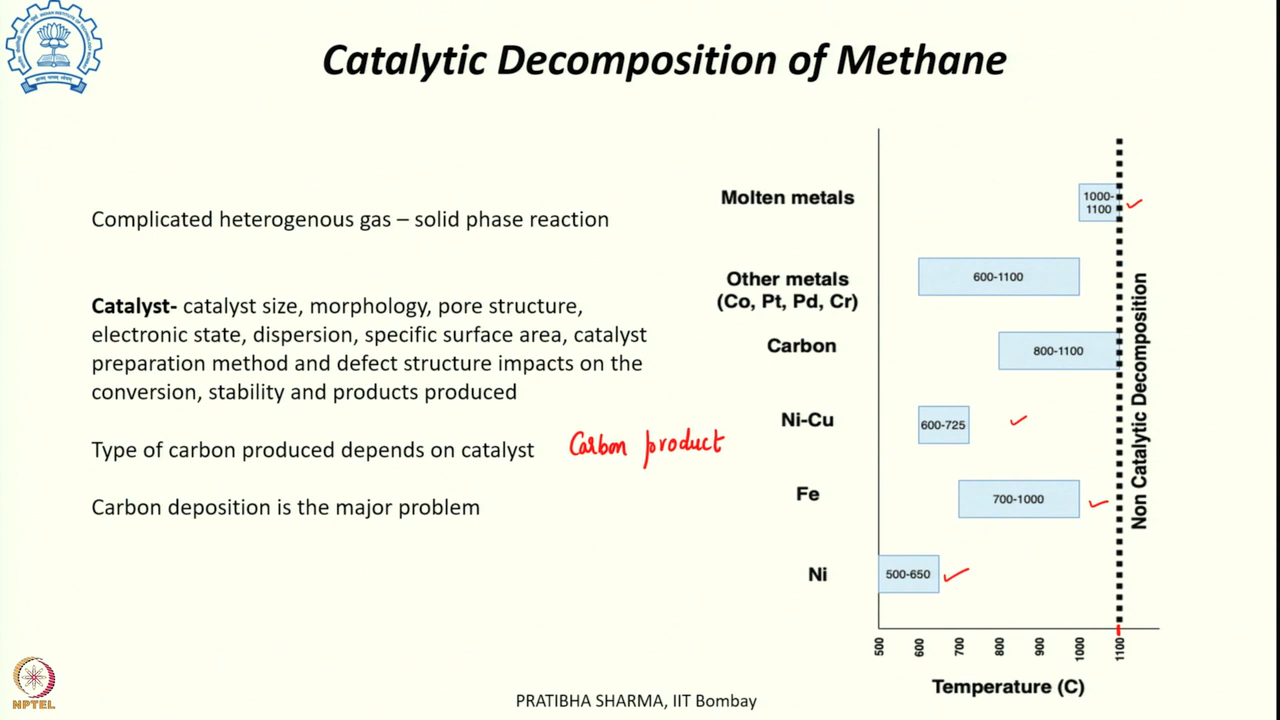 Catalytic Decomposition of Methane
Complicated heterogenous gas – solid phase reaction
Catalyst- catalyst size, morphology, pore structure,
electronic state, dispersion, specific surface area, catalyst
preparation method and defect structure impacts on the
conversion, stability and products produced
Type of carbon produced depends on catalyst
Carbon product
Carbon deposition is the major problem
Molten metals
1000-
1100
Other metals
(Co, Pt, Pd, Cr)
600-1100
Carbon
800-1100
Ni-Cu
600-725
Fe
700-1000
Ni
500-650
Non Catalytic Decomposition
500
600
700
800
900
1000
1100
Temperature (C)
NPTEL
PRATIBHA SHARMA, IIT Bombay